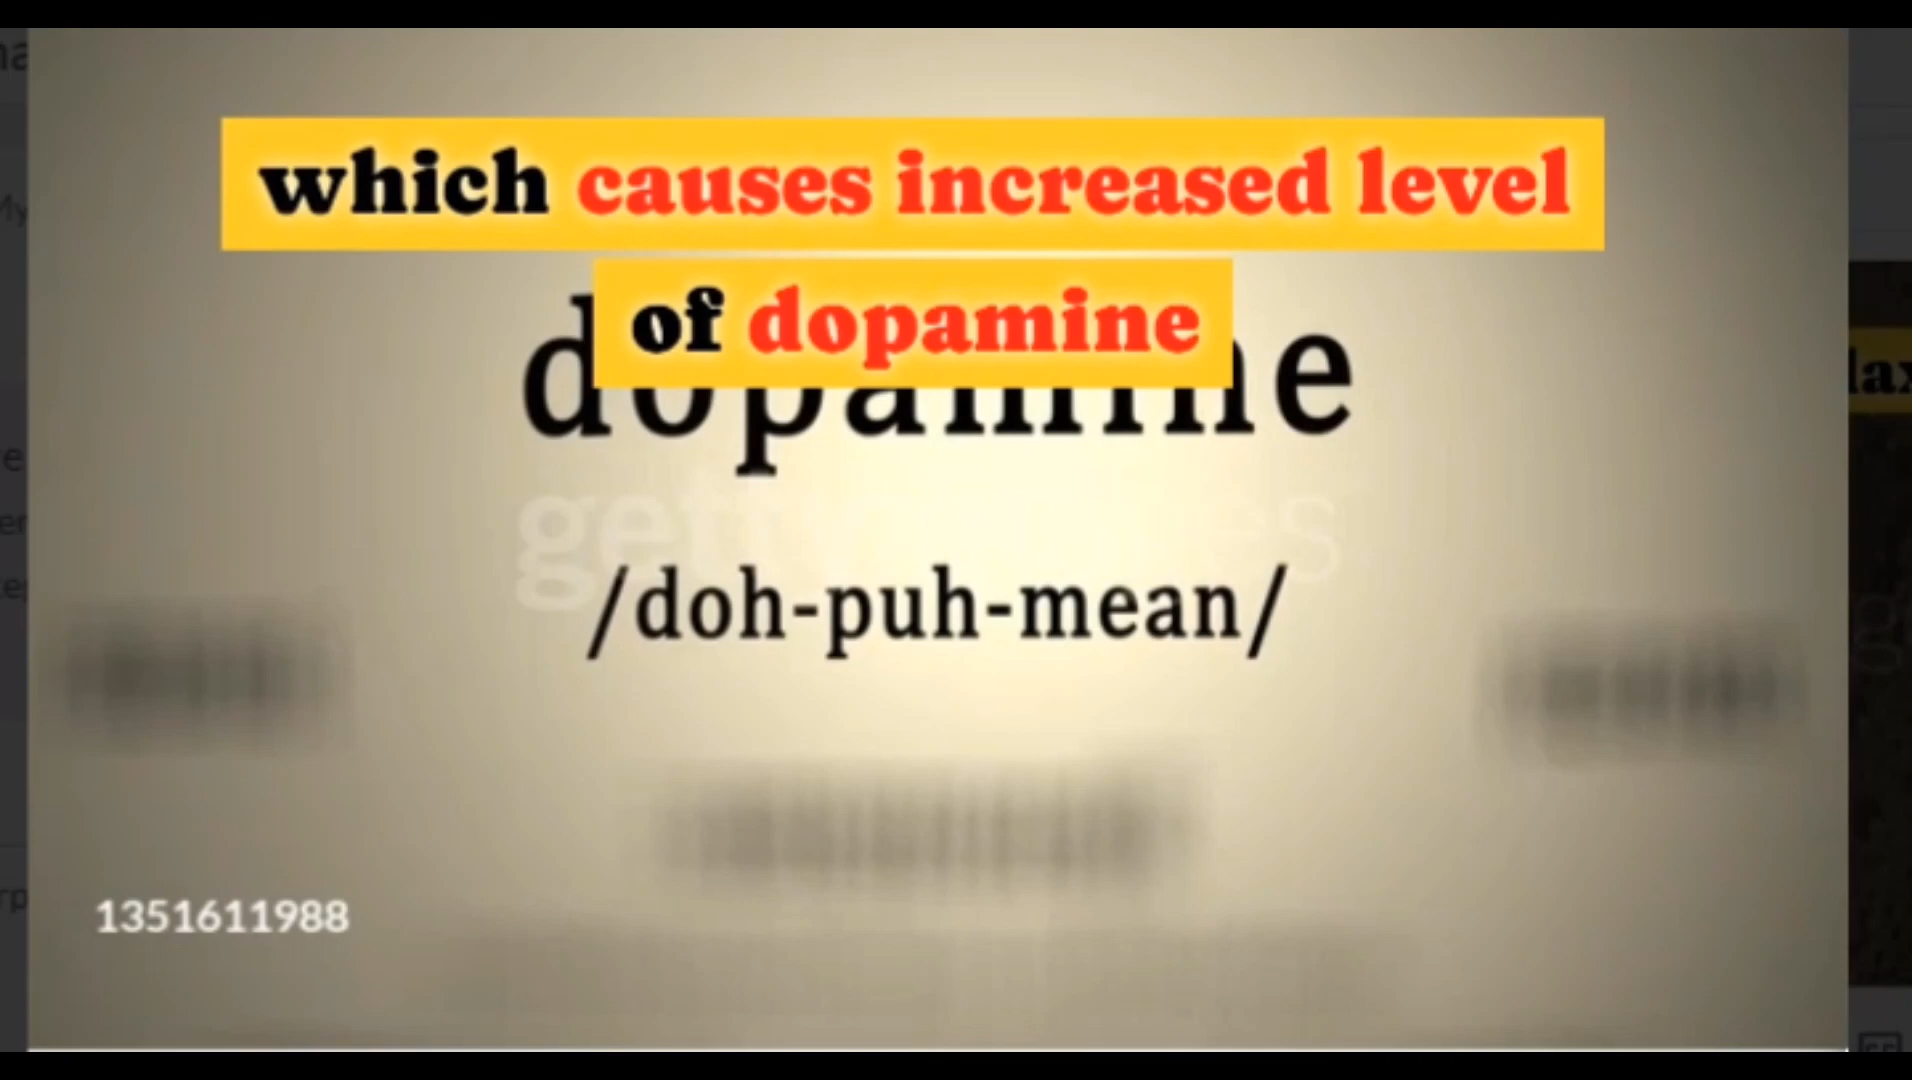 which causes increased level
of dopamine
dopamine
/doh-puh-mean/
1351611988